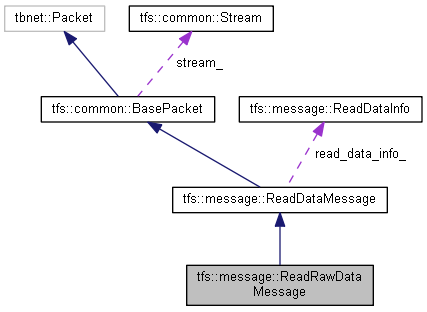 tbnet::Packet
tfs::common::Stream
stream_
tfs::common::BasePacket
tfs::message::ReadDataInfo
read_data_info_
tfs::message::ReadDataMessage
tfs::message::ReadRawData
Message